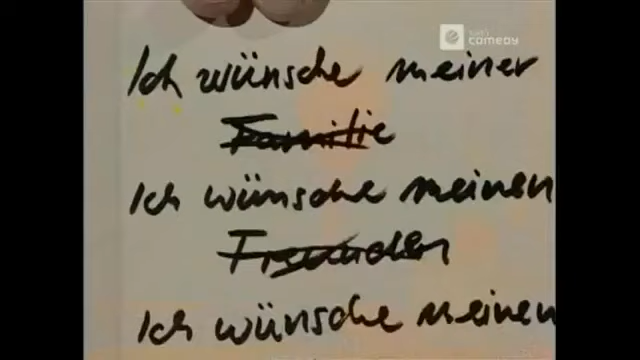 comedy
Ich wünsche meiner
Familie
Ich wünsche meinen
Freunden
Ich wünsche meinen